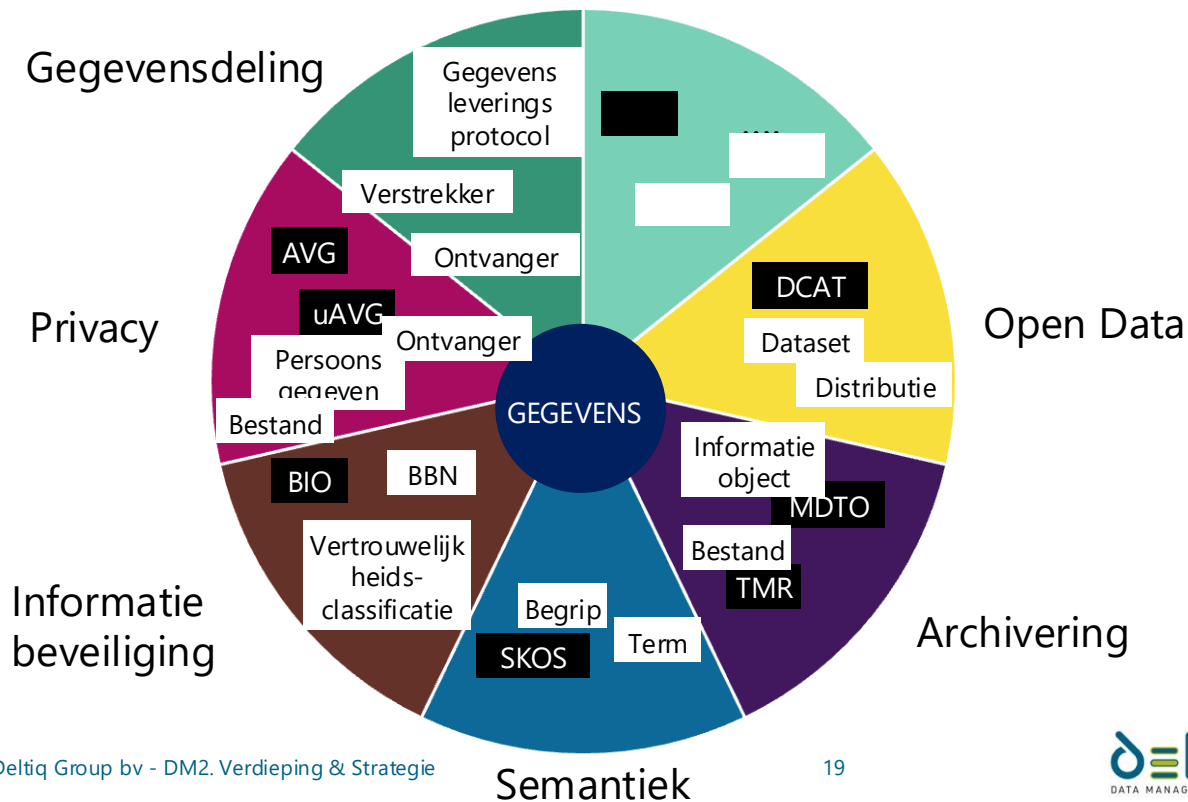 Gegevensdeling
Gegevens
leverings
protocol
....
Verstrekker
AVG
Ontvanger
DCAT
uAVG
Privacy
Ontvanger
Open Data
Dataset
Persoons
gegeven
Distributie
Bestand
GEGEVENS
Informatie
object
BIO
BBN
MDTO
Vertrouwelijk
heids-
classificatie
Bestand
TMR
Informatie
beveiliging
Begrip
Term
SKOS
Archivering
Deltiq Group bv - DM2. Verdieping & Strategie
19
Semantiek
DATA MANAG